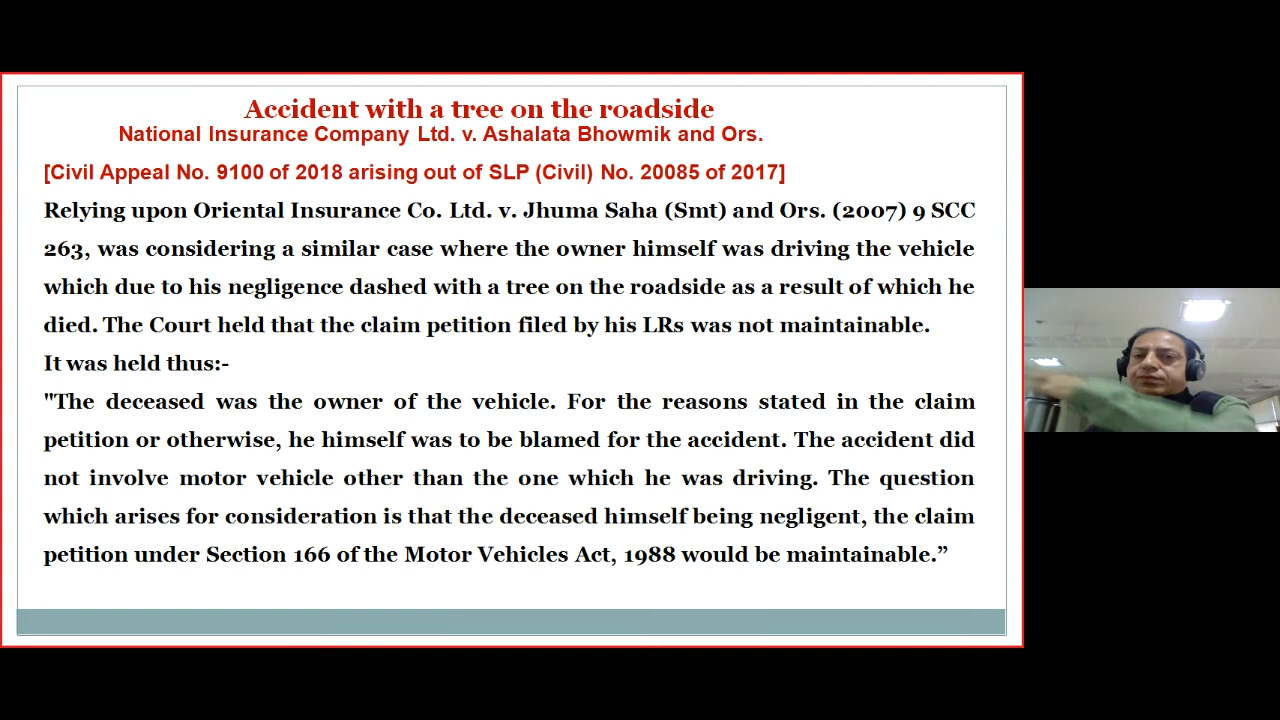 Accident with a tree on the roadside
National Insurance Company Ltd. v. Ashalata Bhowmik and Ors.
[Civil Appeal No. 9100 of 2018 arising out of SLP (Civil) No. 20085 of 2017]
Relying upon Oriental Insurance Co. Ltd. v. Jhuma Saha (Smt) and Ors. (2007) 9 SCC
263, was considering a similar case where the owner himself was driving the vehicle
which due to his negligence dashed with a tree on the roadside as a result of which he
died. The Court held that the claim petition filed by his LRs was not maintainable.
It was held thus:-
"The deceased was the owner of the vehicle. For the reasons stated in the claim
petition or otherwise, he himself was to be blamed for the accident. The accident did
not involve motor vehicle other than the one which he was driving. The question
which arises for consideration is that the deceased himself being negligent, the claim
petition under Section 166 of the Motor Vehicles Act, 1988 would be maintainable.”